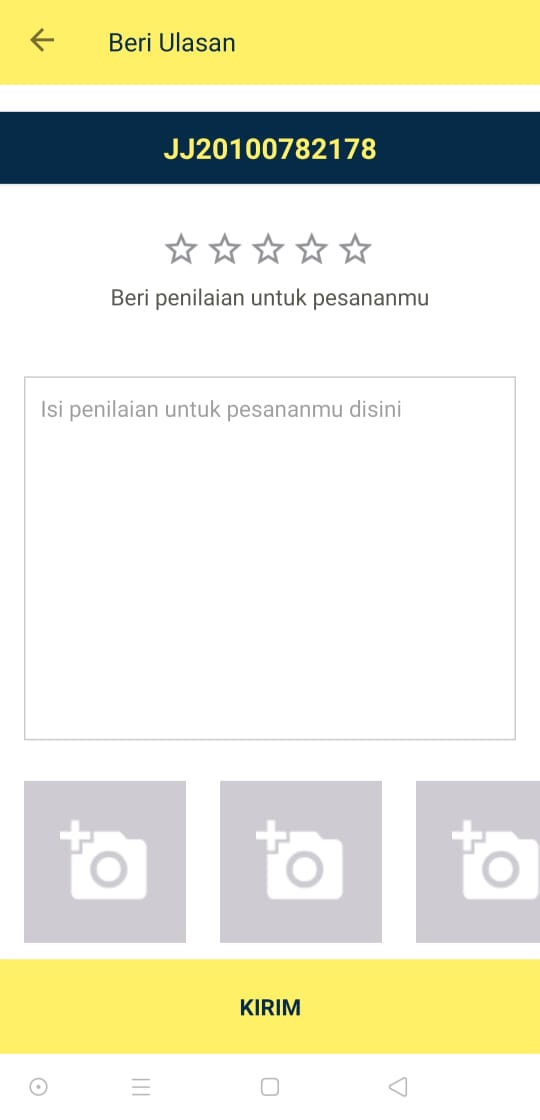 Beri Ulasan
JJ20100782178
Beri penilaian untuk pesananmu
Isi penilaian untuk pesananmu disini
KIRIM